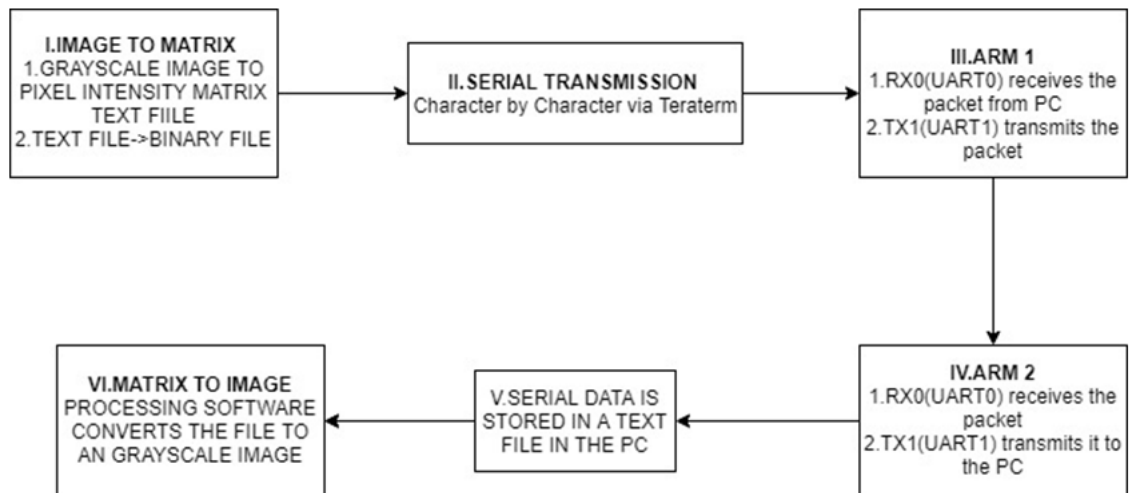 I.IMAGE TO MATRIX
1.GRAYSCALE IMAGE TO
PIXEL INTENSITY MATRIX
TEXT FIILE
2.TEXT FILE->BINARY FILE
II.SERIAL TRANSMISSION
Character by Character via Teraterm
III.ARM 1
1.RX0(UART0) receives the
packet from PC
2.TX1(UART1) transmits the
packet
IV.ARM 2
1.RX0(UART0) receives the
packet
2.TX1(UART1) transmits it to
the PC
V.SERIAL DATA IS
STORED IN A TEXT
FILE IN THE PC
VI.MATRIX TO IMAGE
PROCESSING SOFTWARE
CONVERTS THE FILE TO
AN GRAYSCALE IMAGE